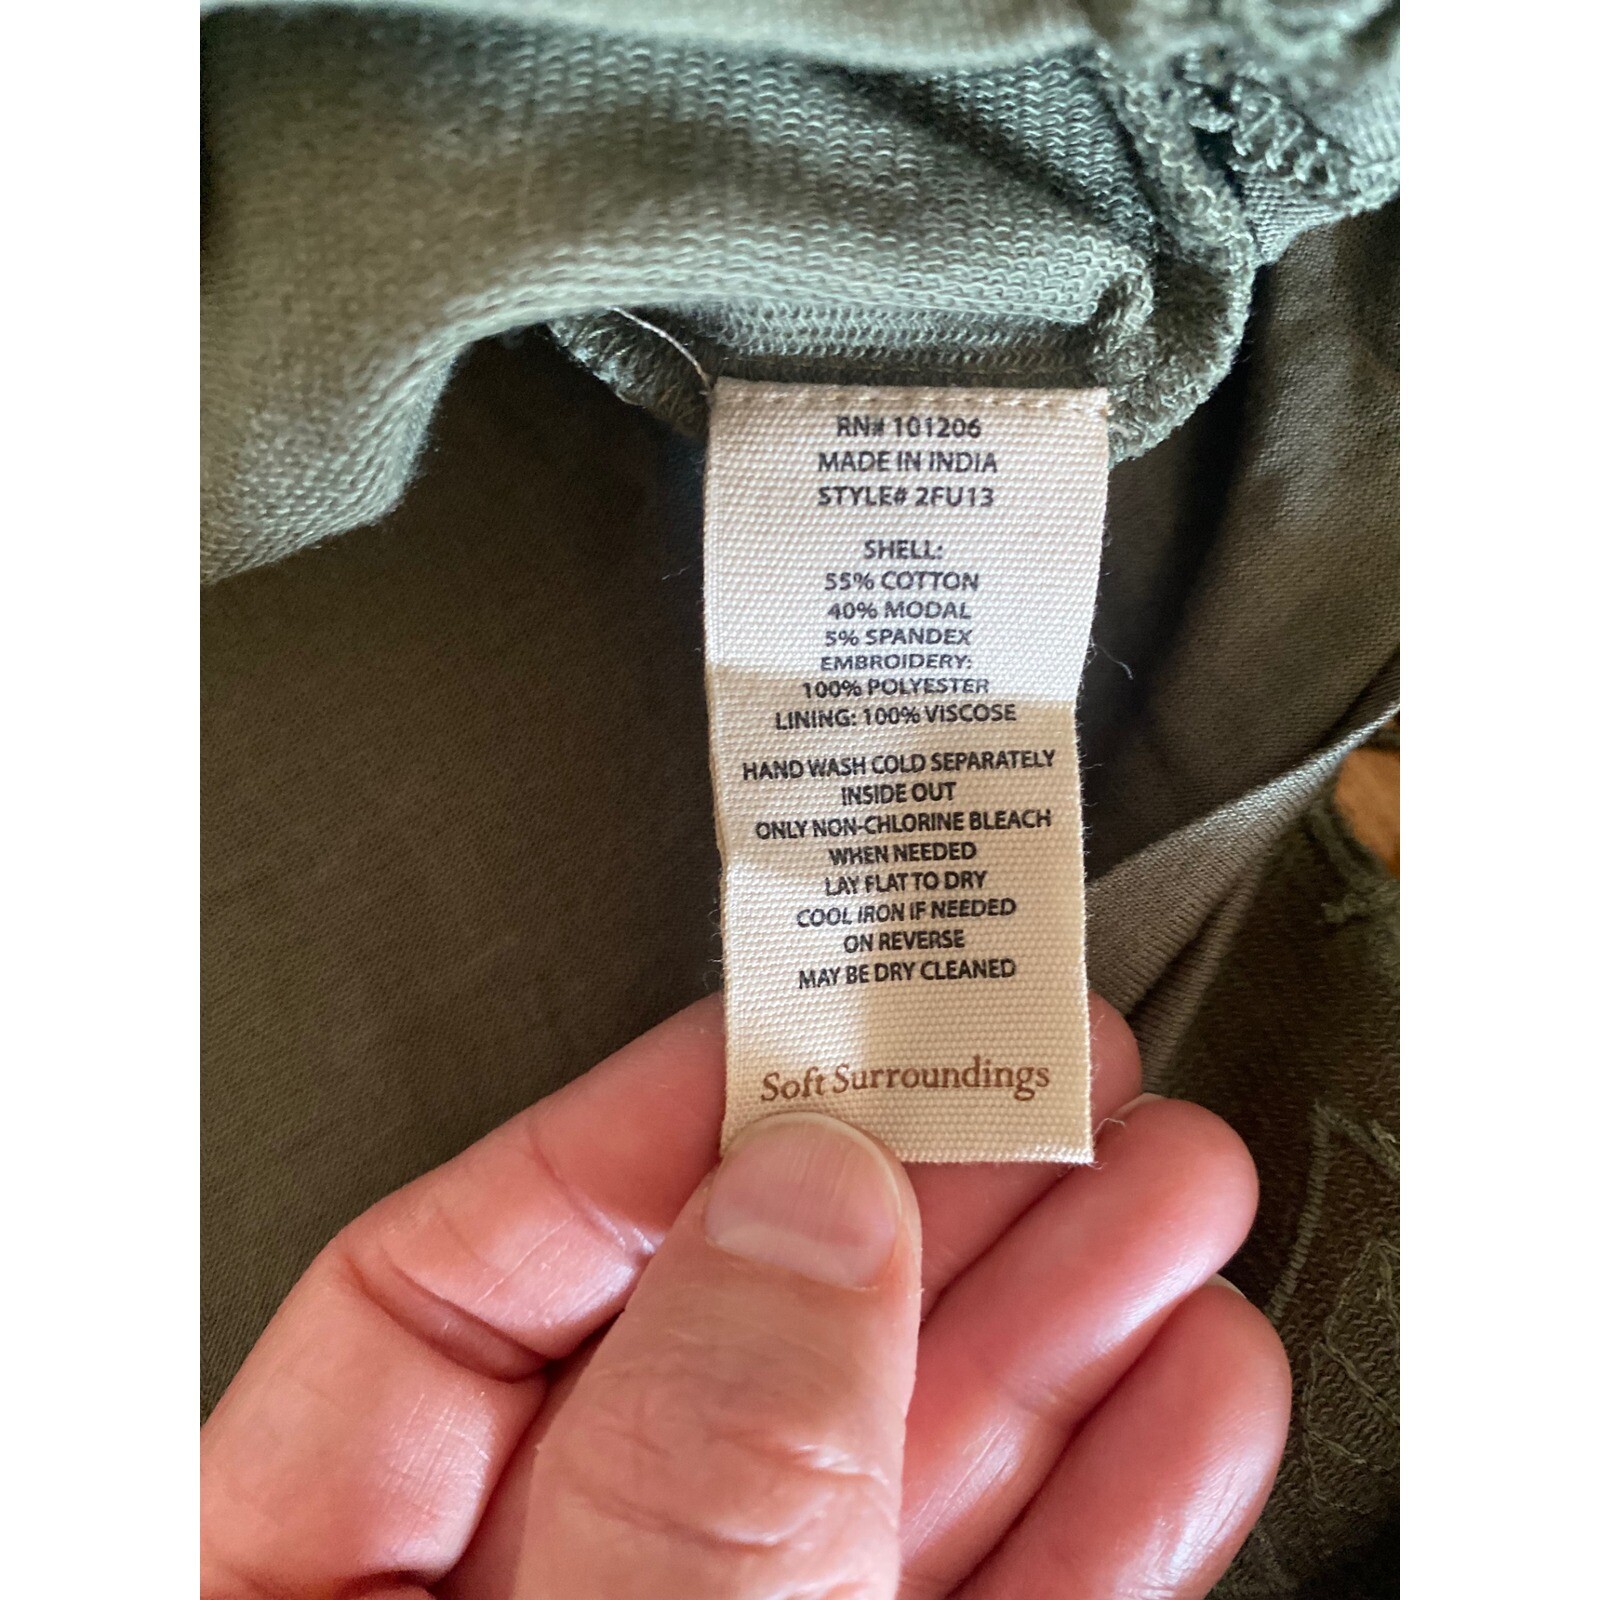 RN# 101206
MADE IN INDIA
STYLE# 2FU13
SHELL:
55% COTTON
40% MODAL
5% SPANDEX
EMBROIDERY:
100% POLYESTER
LINING: 100% VISCOSE
HAND WASH COLD SEPARATELY
INSIDE OUT
ONLY NON-CHLORINE BLEACH
WHEN NEEDED
LAY FLAT TO DRY
COOL IRON IF NEEDED
ON REVERSE
MAY BE DRY CLEANED
Soft Surroundings